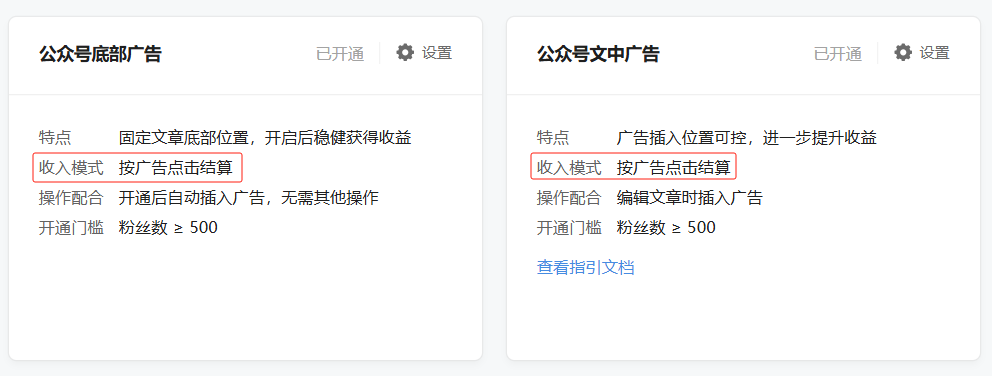 公众号底部广告 已开通 设置
特点 固定文章底部位置，开启后稳健获得收益
收入模式 按广告点击结算
操作配合 开通后自动插入广告，无需其他操作
开通门槛 粉丝数 ≥ 500
公众号文中广告 已开通 设置
特点 广告插入位置可控，进一步提升收益
收入模式 按广告点击结算
操作配合 编辑文章时插入广告
开通门槛 粉丝数 ≥ 500
查看指引文档